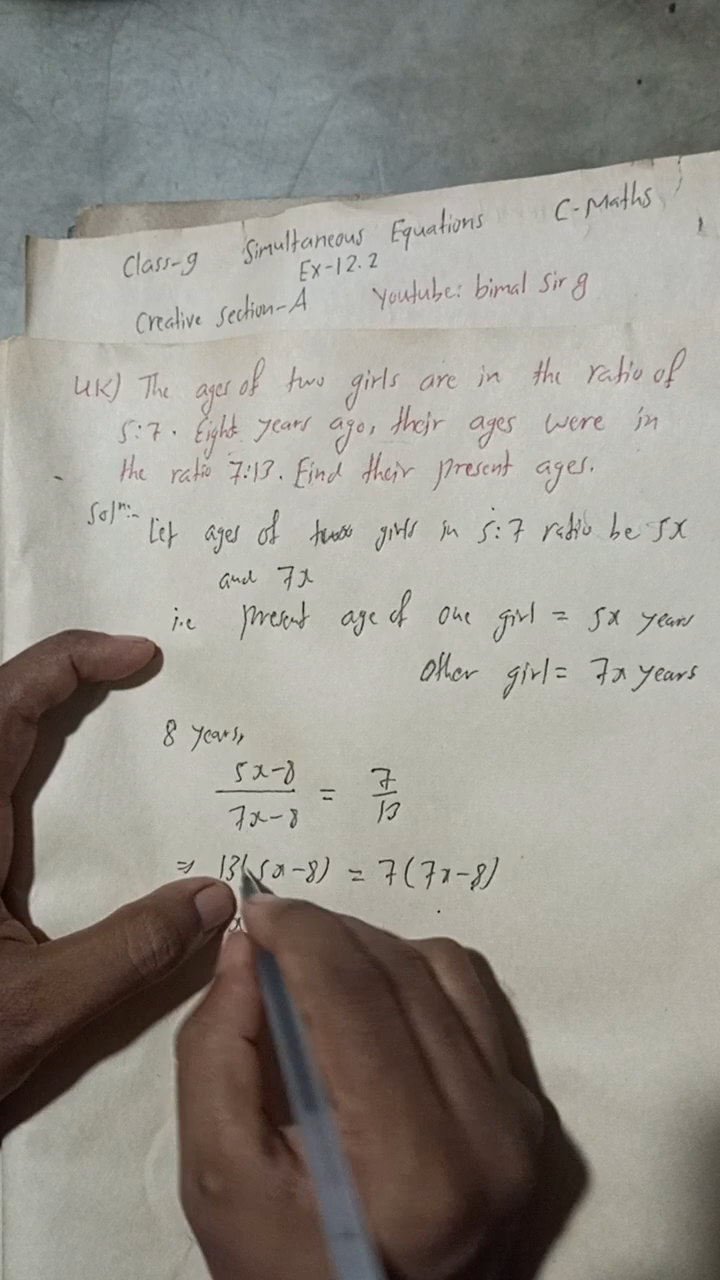 Class-9 Simultaneous Equations C-Maths
Ex-12.2
Creative section-A Youtube: bimal sir g
4K) The ages of two girls are in the ratio of
5:7. Eight years ago, their ages were in
the ratio 7:13. Find their present ages.
Solⁿ:- Let ages of girls in 5:7 ratio be 5x
and 7x
i.e present age of one girl = 5x years
Other girl = 7x years
8 years,
5x-8 / 7x-8 = 7 / 13
⇒ 13(5x-8) = 7(7x-8)